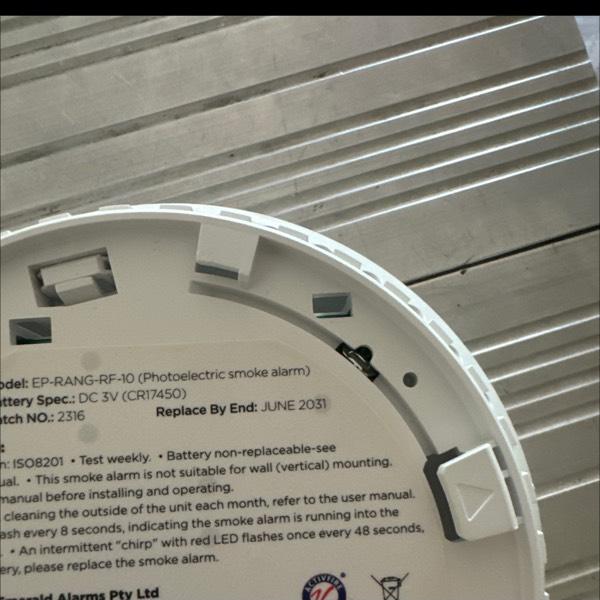 odel: EP-RANG-RF-10 (Photoelectric smoke alarm)
ttery Spec.: DC 3V (CR17450)
atch NO.: 2316 Replace By End: JUNE 2031
:
n: ISO8201 • Test weekly. • Battery non-replaceable-see
ual. • This smoke alarm is not suitable for wall (vertical) mounting.
manual before installing and operating.
cleaning the outside of the unit each month, refer to the user manual.
ash every 8 seconds, indicating the smoke alarm is running into the
. • An intermittent "chirp" with red LED flashes once every 48 seconds,
ery, please replace the smoke alarm.
merald Alarms Pty Ltd
ACTIVFIRE